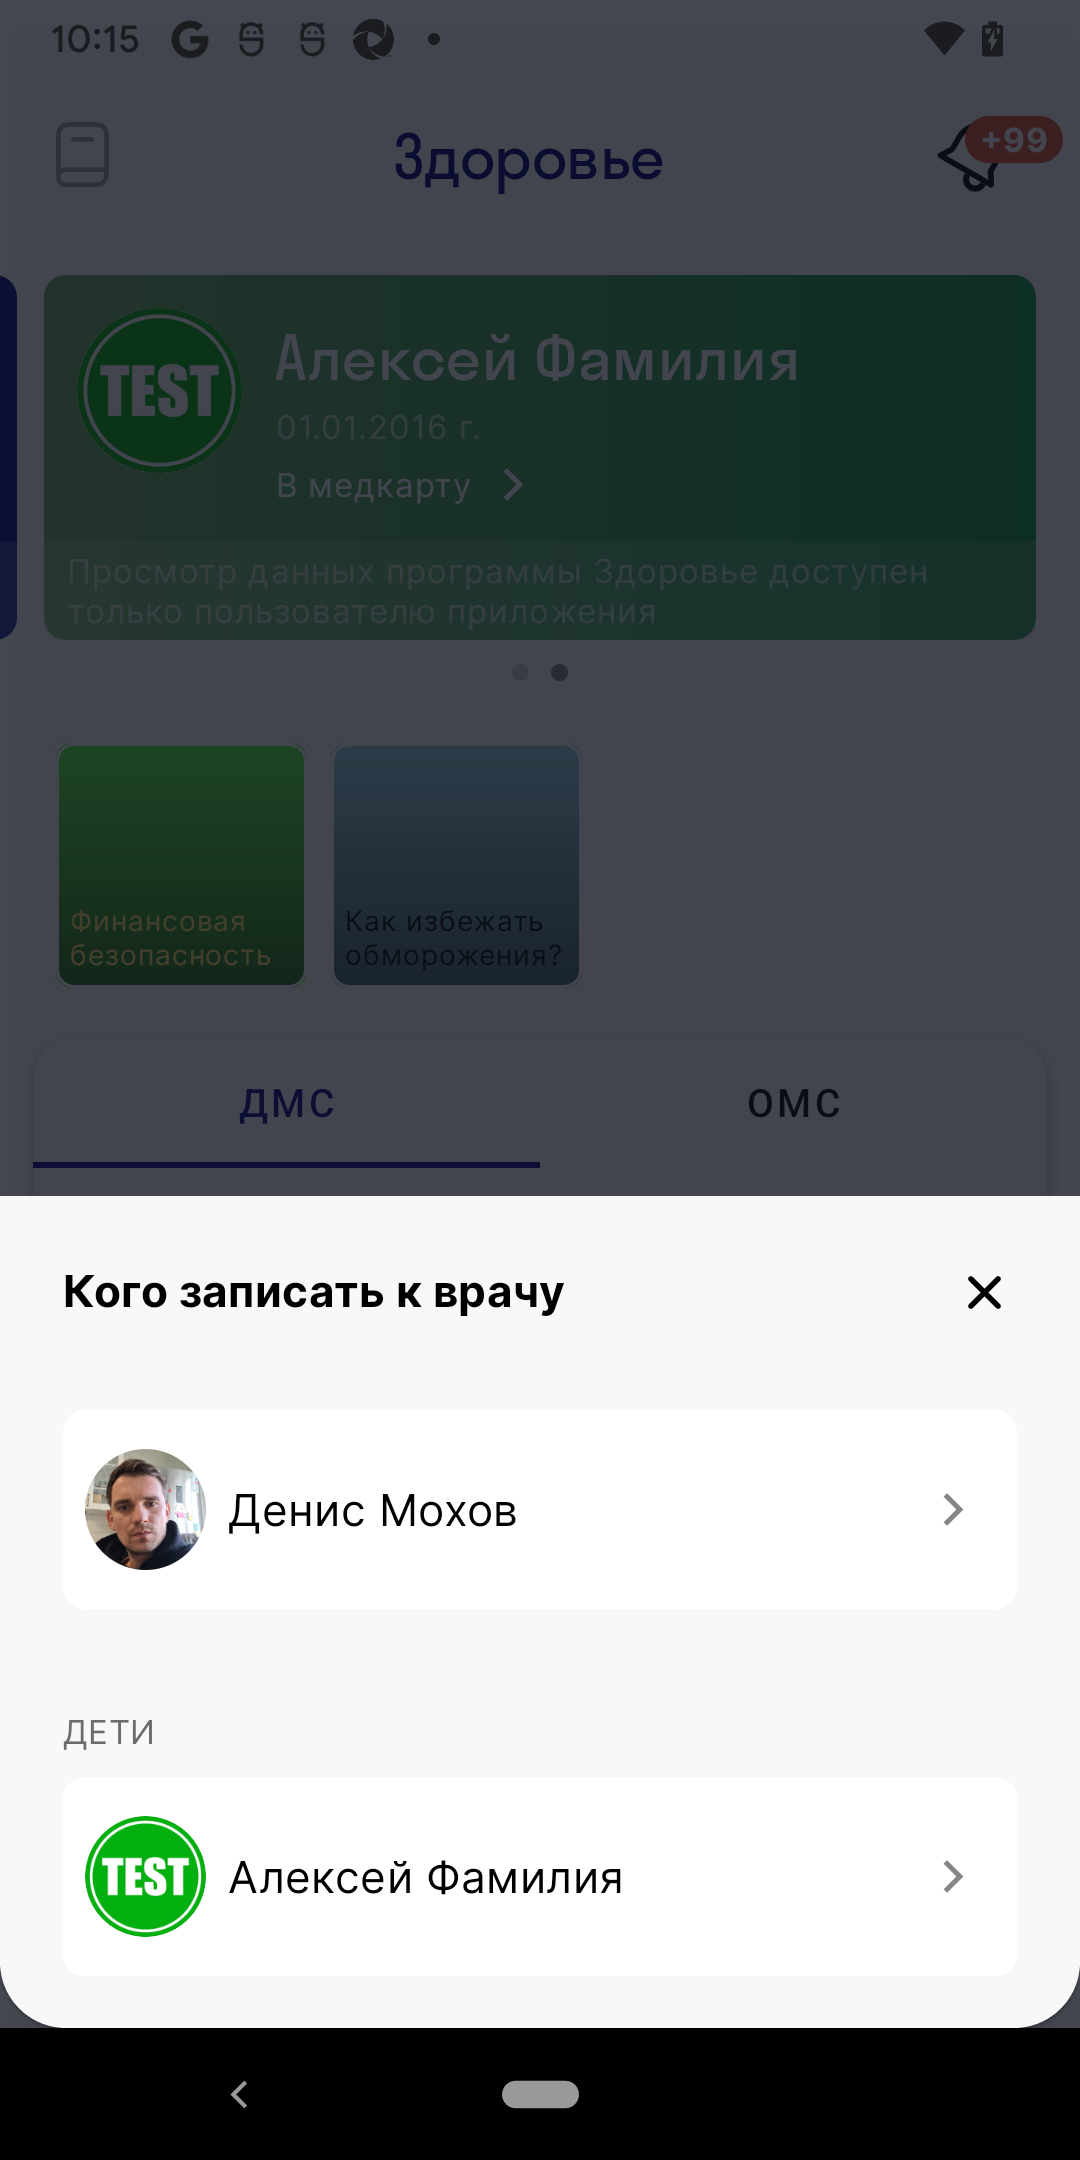 10:15
Здоровье
+99
TEST
Алексей Фамилия
01.01.2016 г.
В медкарту
Просмотр данных программы Здоровье доступен
только пользователю приложения
Финансовая
безопасность
Как избежать
обморожения?
ДМС
ОМС
Кого записать к врачу
Денис Мохов
ДЕТИ
TEST
Алексей Фамилия